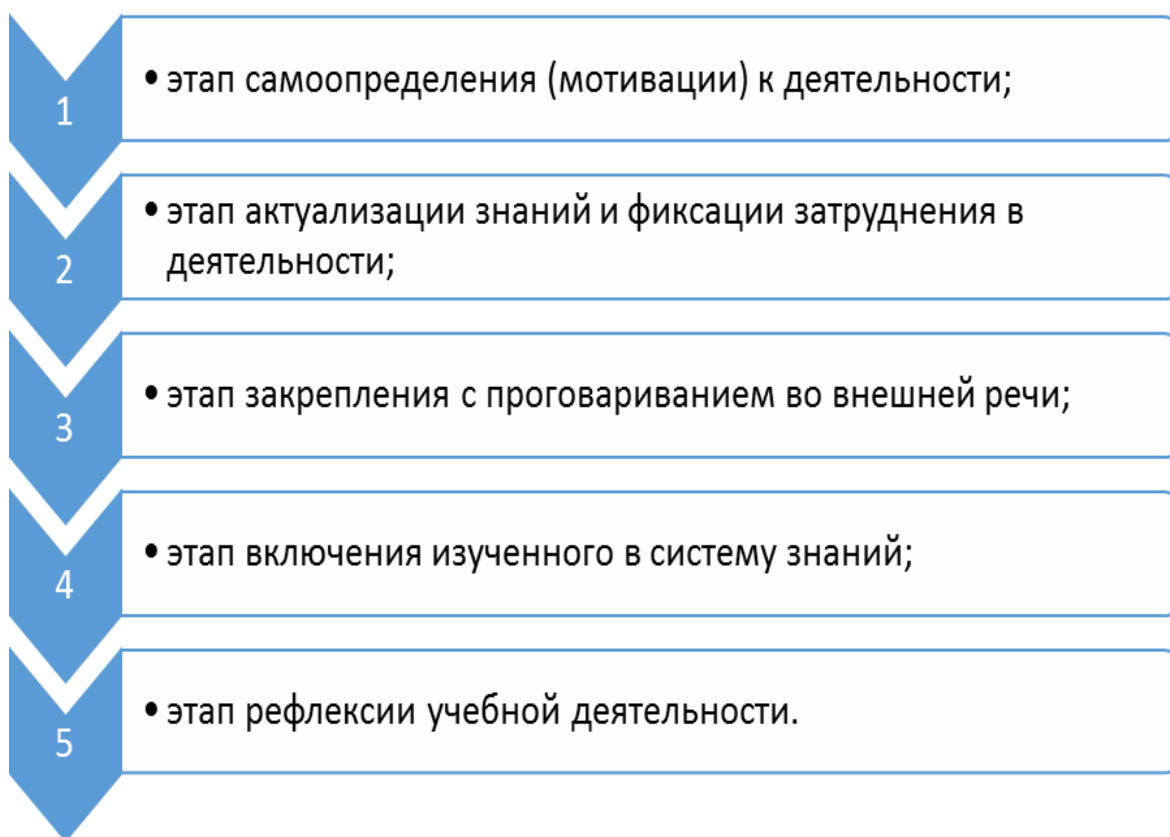 1
• этап самоопределения (мотивации) к деятельности;
2
• этап актуализации знаний и фиксации затруднения в
деятельности;
3
• этап закрепления с проговариванием во внешней речи;
4
• этап включения изученного в систему знаний;
5
• этап рефлексии учебной деятельности.